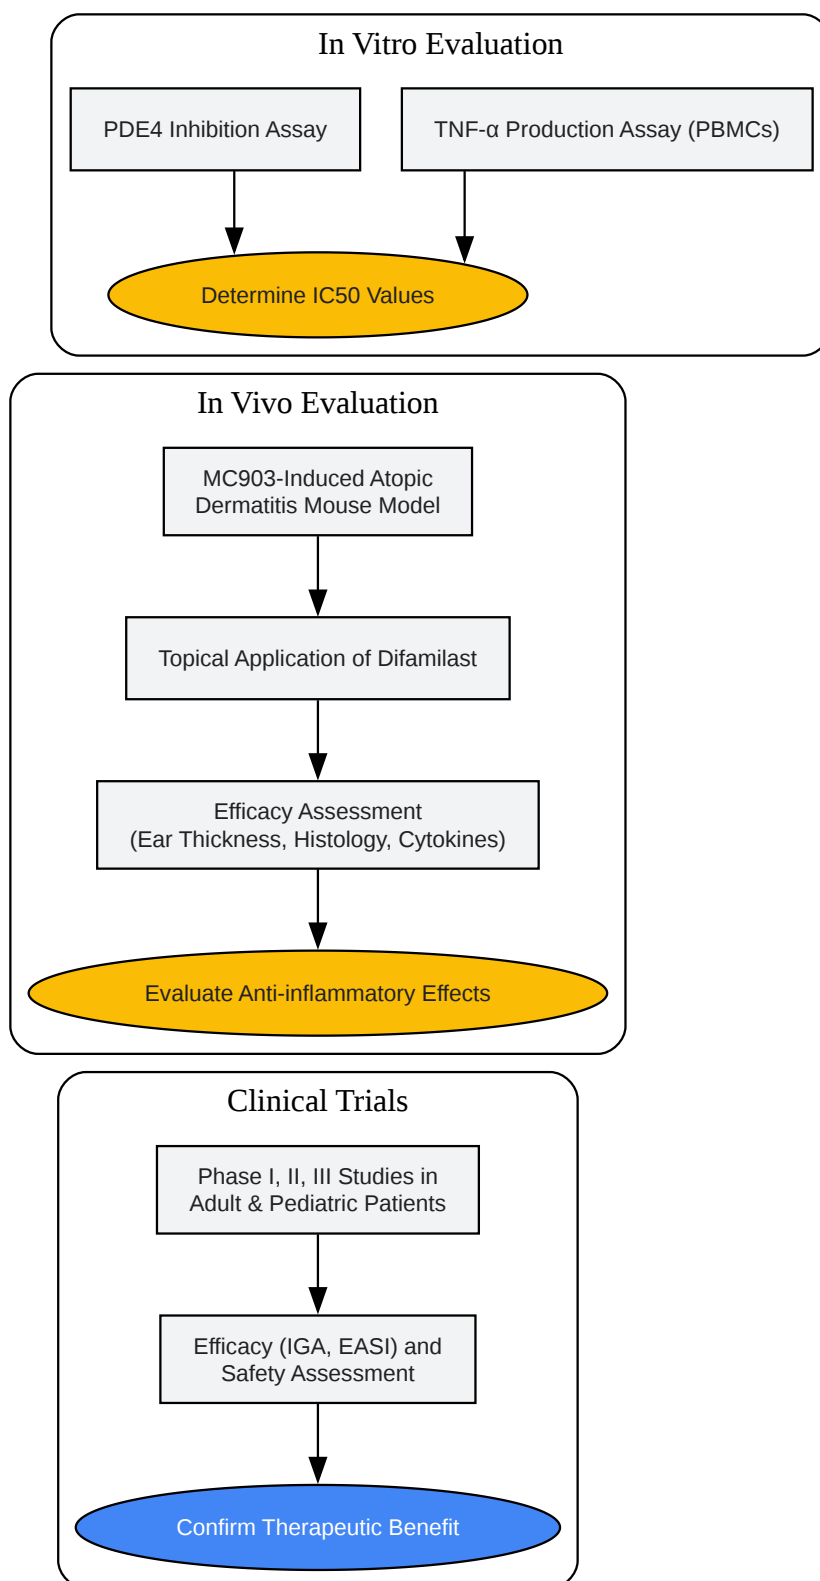 In Vitro Evaluation
PDE4 Inhibition Assay
TNF-α Production Assay (PBMCs)
Determine IC50 Values
In Vivo Evaluation
MC903-Induced Atopic
Dermatitis Mouse Model
Topical Application of Difamilast
Efficacy Assessment
(Ear Thickness, Histology, Cytokines)
Evaluate Anti-inflammatory Effects
Clinical Trials
Phase I, II, III Studies in
Adult & Pediatric Patients
Efficacy (IGA, EASI) and
Safety Assessment
Confirm Therapeutic Benefit